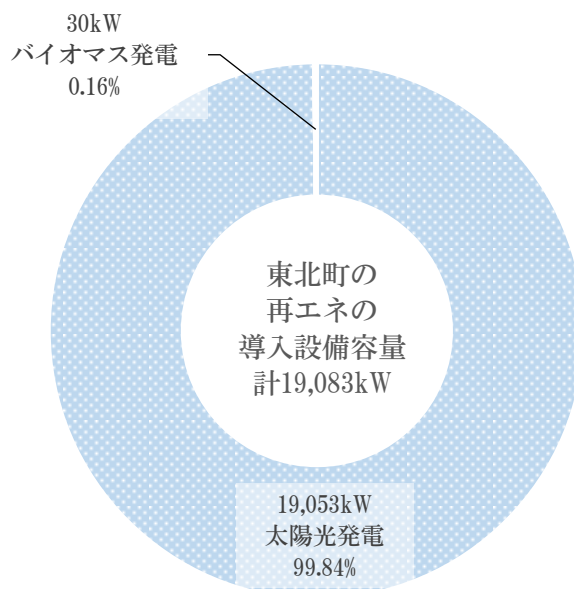 30kW
バイオマス発電
0.16%
東北町の
再エネの
導入設備容量
計19,083kW
19,053kW
太陽光発電
99.84%